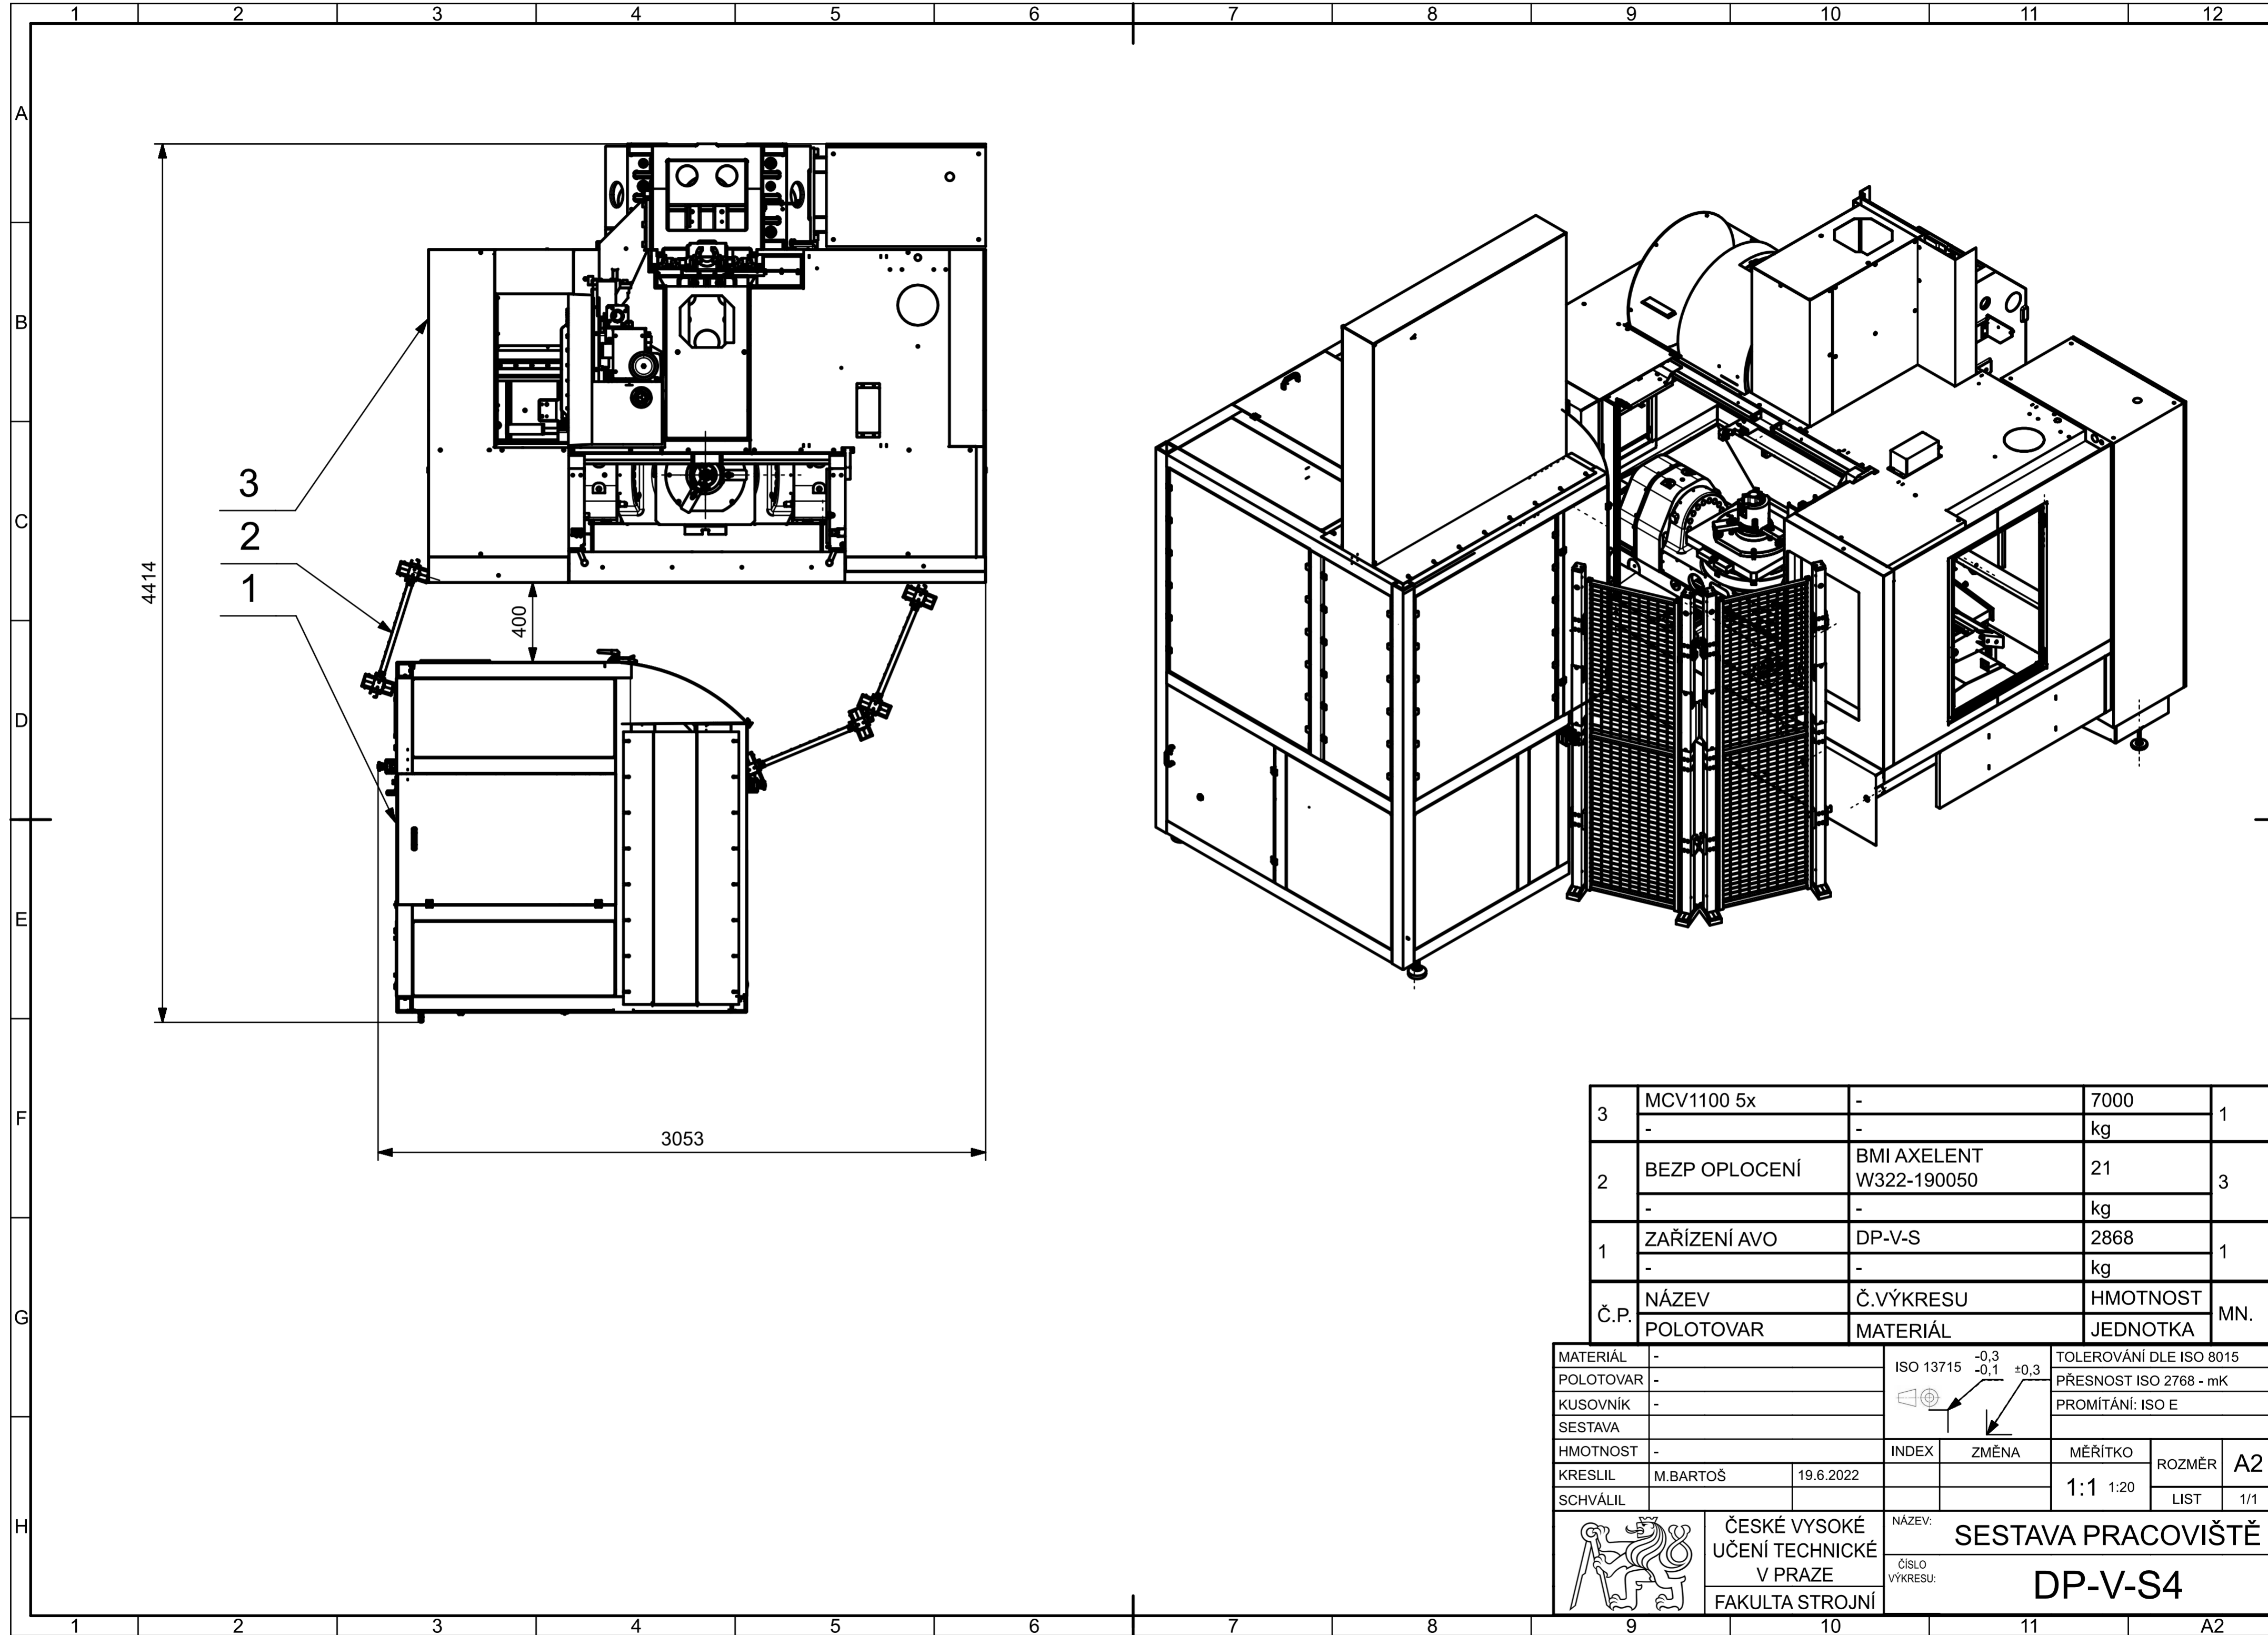 1 2 3 4 5 6 7 8 9 10 11 12
A
B
C
D
E
F
G
H
3
2
1
4414
400
3053
3 MCV1100 5x - 7000 1
- - kg
2 BEZP OPLOCENÍ BMI AXELENT W322-190050 21 3
- - kg
1 ZAŘÍZENÍ AVO DP-V-S 2868 1
- - kg
Č.P. NÁZEV Č.VÝKRESU HMOTNOST MN.
POLOTOVAR MATERIÁL JEDNOTKA
MATERIÁL -
POLOTOVAR -
KUSOVNÍK -
SESTAVA
HMOTNOST -
KRESLIL M.BARTOŠ 19.6.2022
SCHVÁLIL
ISO 13715 -0,3 -0,1 ±0,3
TOLEROVÁNÍ DLE ISO 8015
PŘESNOST ISO 2768 - mK
PROMÍTÁNÍ: ISO E
INDEX ZMĚNA MĚŘÍTKO ROZMĚR A2
1:1 1:20 LIST 1/1
ČESKÉ VYSOKÉ
UČENÍ TECHNICKÉ
V PRAZE
FAKULTA STROJNÍ
NÁZEV: SESTAVA PRACOVIŠTĚ
ČÍSLO
VÝKRESU: DP-V-S4
1 2 3 4 5 6 7 8 9 10 11 A2